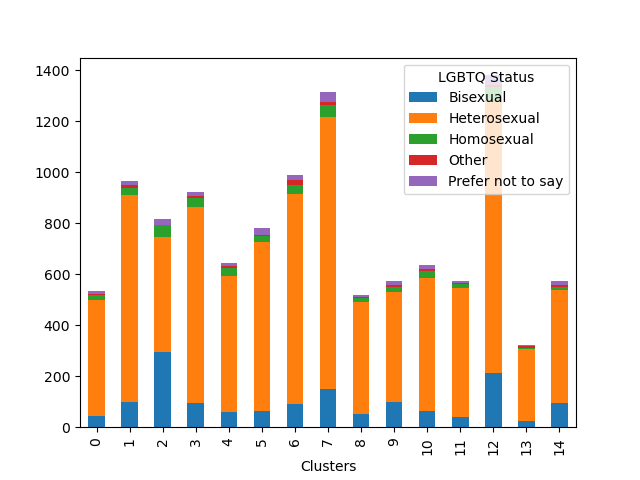 LGBTQ Status
Bisexual
Heterosexual
Homosexual
Other
Prefer not to say
1400
1200
1000
800
600
400
200
0
0 1 2 3 4 5 6 7 8 9 10 11 12 13 14
Clusters